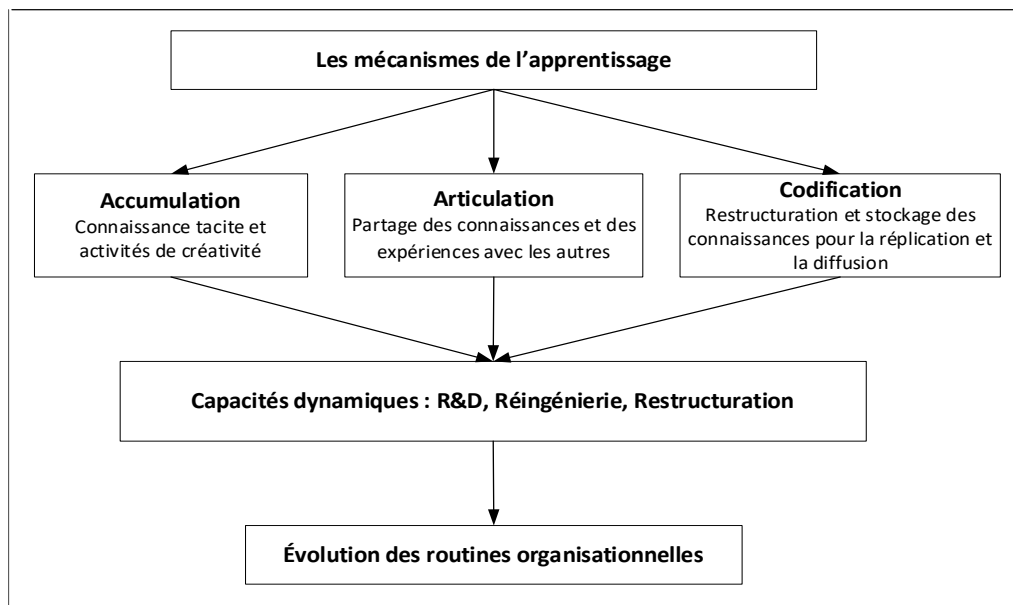 Les mécanismes de l’apprentissage
Accumulation
Connaissance tacite et
activités de créativité
Articulation
Partage des connaissances et des
expériences avec les autres
Codification
Restructuration et stockage des
connaissances pour la réplication et
la diffusion
Capacités dynamiques : R&D, Réingénierie, Restructuration
Évolution des routines organisationnelles